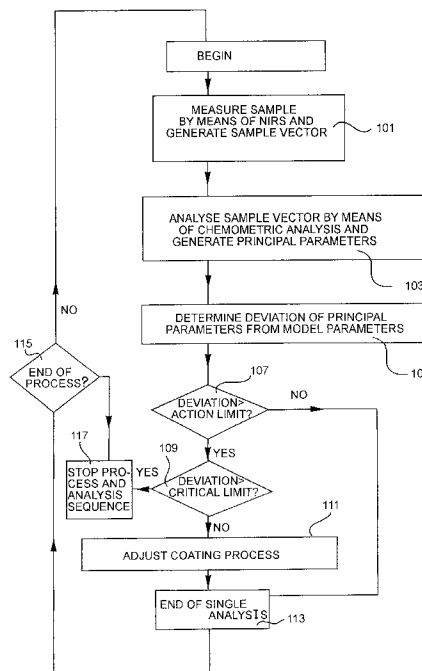 BEGIN
MEASURE SAMPLE
BY MEANS OF NIRS AND
GENERATE SAMPLE VECTOR
101
ANALYSE SAMPLE VECTOR BY MEANS
OF CHEMOMETRIC ANALYSIS AND
GENERATE PRINCIPAL PARAMETERS
103
DETERMINE DEVIATION OF PRINCIPAL
PARAMETERS FROM MODEL PARAMETERS
10
107
DEVIATION>
ACTION LIMIT?
NO
YES
109
DEVIATION>
CRITICAL LIMIT?
YES
NO
117
STOP PRO-
CESS AND
ANALYSIS
SEQUENCE
111
ADJUST COATING PROCESS
END OF SINGLE
ANALYSIS
113
115
END OF
PROCESS?
NO